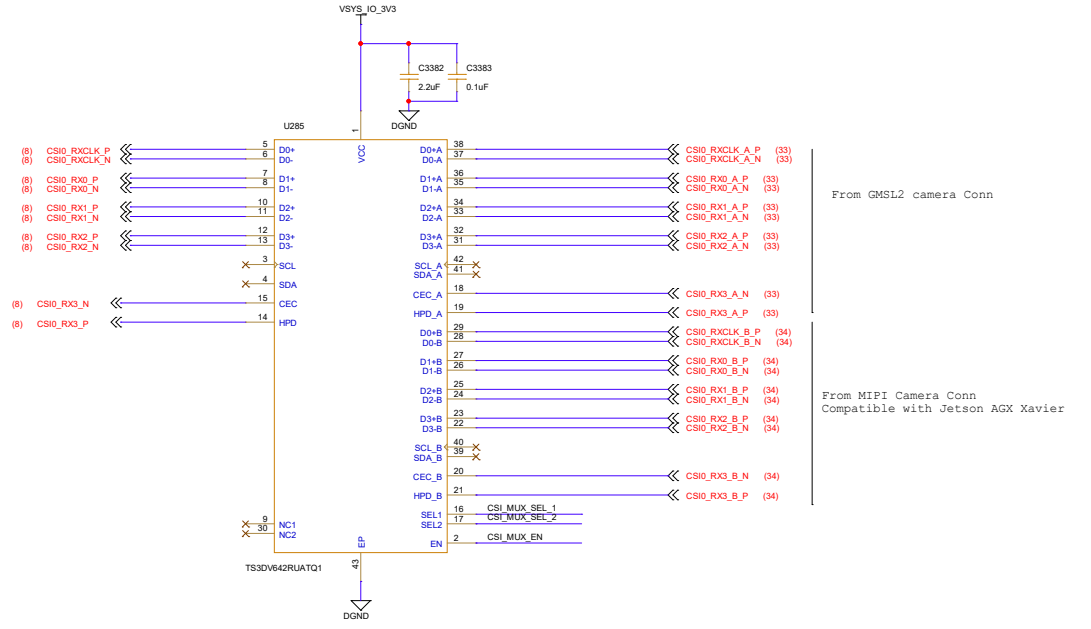 VSYS_IO_3V3
1
C3382
C3383
2.2uF
0.1uF
DGND
U285
1
VCC
(8) CSI0_RXCLK_P 5 D0+ D0+A 38 CSI0_RXCLK_A_P (33)
(8) CSI0_RXCLK_N 6 D0- D0-A 37 CSI0_RXCLK_A_N (33)
(8) CSI0_RX0_P 7 D1+ D1+A 36 CSI0_RX0_A_P (33)
(8) CSI0_RX0_N 8 D1- D1-A 35 CSI0_RX0_A_N (33)
From GMSL2 camera Conn
(8) CSI0_RX1_P 10 D2+ D2+A 34 CSI0_RX1_A_P (33)
(8) CSI0_RX1_N 11 D2- D2-A 33 CSI0_RX1_A_N (33)
(8) CSI0_RX2_P 12 D3+ D3+A 32 CSI0_RX2_A_P (33)
(8) CSI0_RX2_N 13 D3- D3-A 31 CSI0_RX2_A_N (33)
3 SCL SCL_A 42
SDA_A 41
4 SDA
CEC_A 18 CSI0_RX3_A_N (33)
(8) CSI0_RX3_N 15 CEC
HPD_A 19 CSI0_RX3_A_P (33)
(8) CSI0_RX3_P 14 HPD
D0+B 29 CSI0_RXCLK_B_P (34)
D0-B 28 CSI0_RXCLK_B_N (34)
D1+B 27 CSI0_RX0_B_P (34)
D1-B 26 CSI0_RX0_B_N (34)
D2+B 25 CSI0_RX1_B_P (34)
D2-B 24 CSI0_RX1_B_N (34)
From MIPI Camera Conn
Compatible with Jetson AGX Xavier
D3+B 23 CSI0_RX2_B_P (34)
D3-B 22 CSI0_RX2_B_N (34)
SCL_B 40
SDA_B 39
CEC_B 20 CSI0_RX3_B_N (34)
HPD_B 21 CSI0_RX3_B_P (34)
SEL1 16 CSI_MUX_SEL_1
9 NC1 SEL2 17 CSI_MUX_SEL_2
30 NC2
EN 2 CSI_MUX_EN
EP
43
TS3DV642RUATQ1
DGND